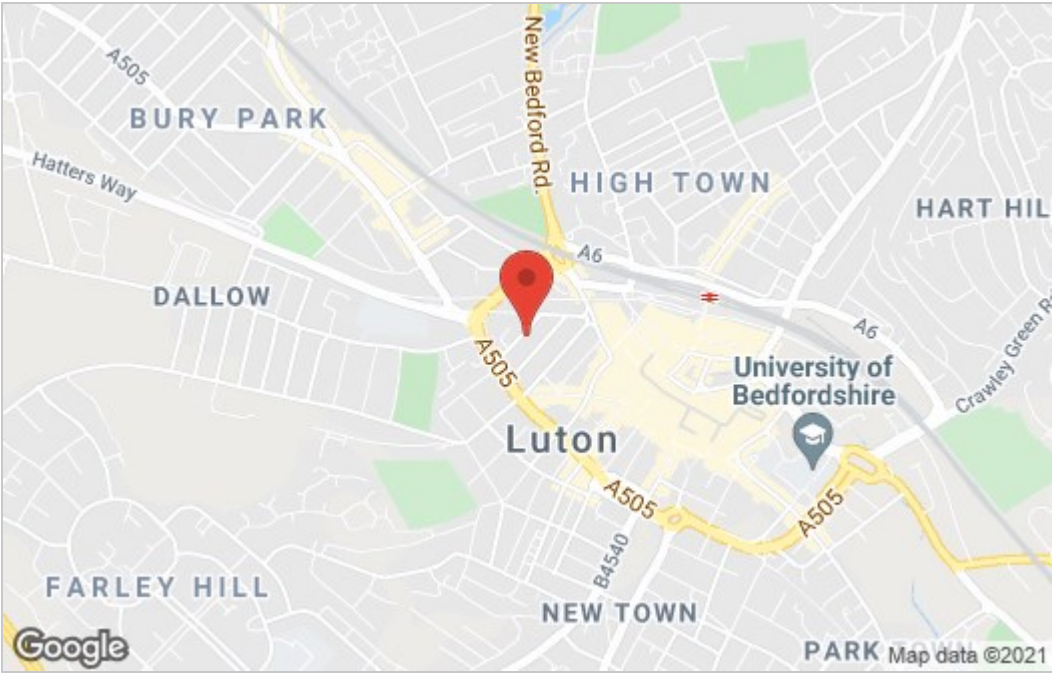 A505
BURY PARK
New Bedford Rd.
Hatters Way
HIGH TOWN
HART HIL
A6
DALLOW
A6
Crawley Green R
A505
University of
Bedfordshire
Luton
A505
A505
B4540
FARLEY HILL
NEW TOWN
PARK TOWN
Google
Map data ©2021